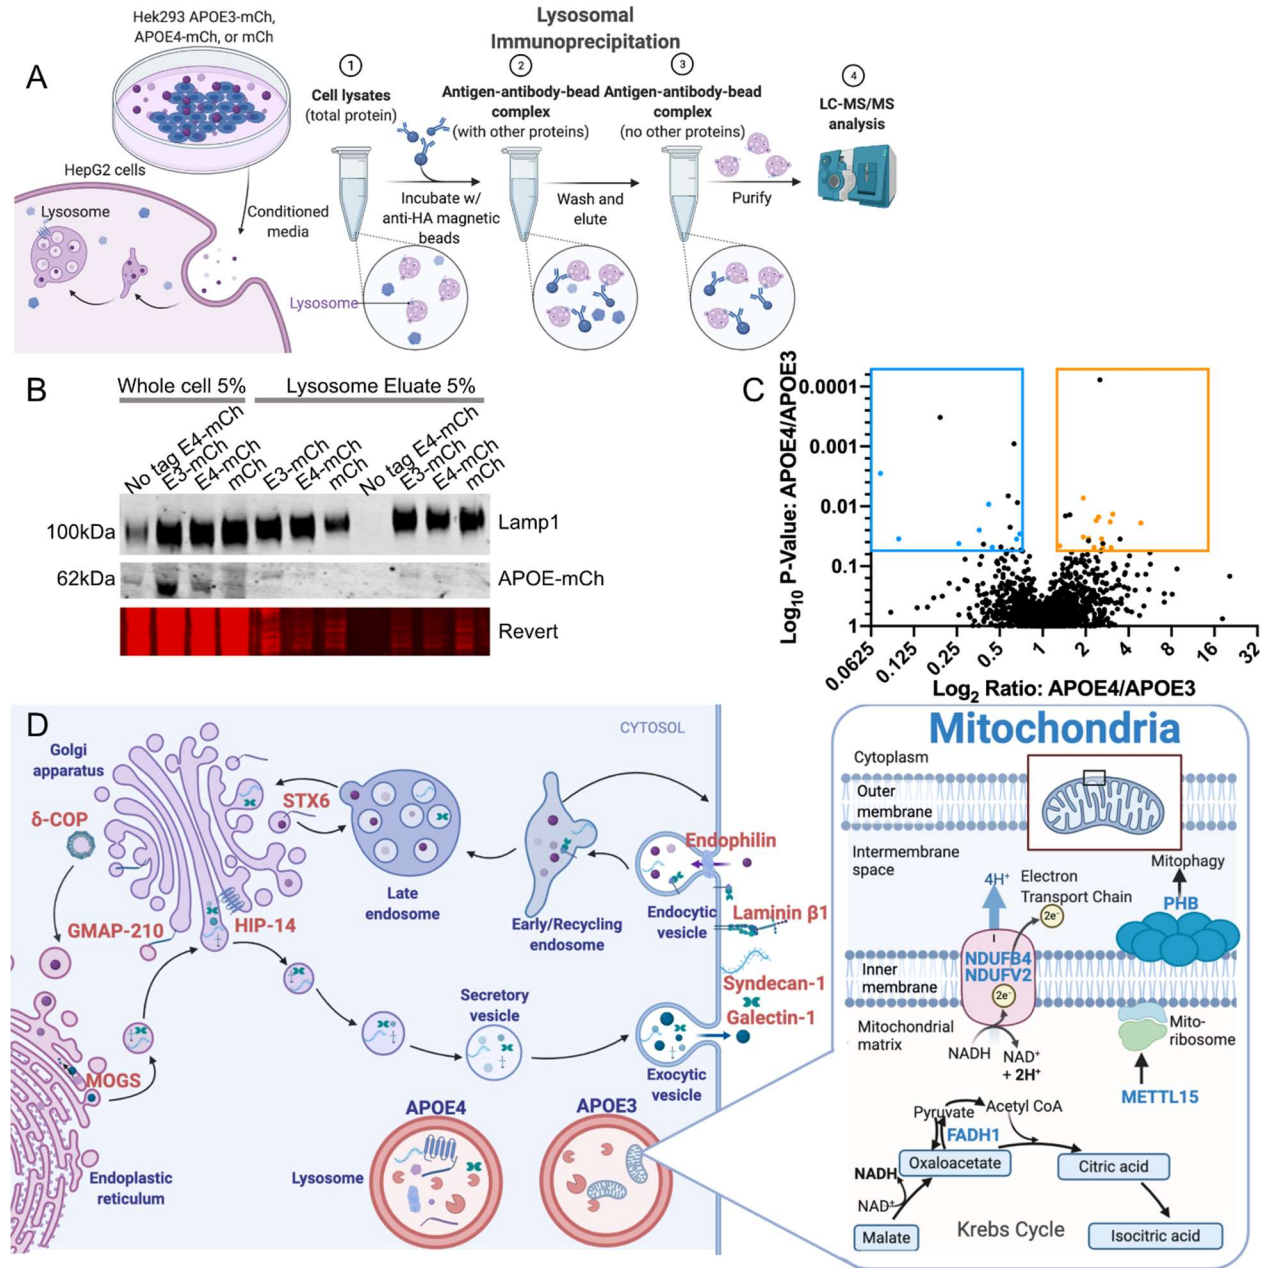 Hek293 APOE3-mCh,
APOE4-mCh, or mCh
Lysosomal
Immunoprecipitation
A
1
2
3
4
Cell lysates
(total protein)
Antigen-antibody-bead
complex
(with other proteins)
Antigen-antibody-bead
complex
(no other proteins)
LC-MS/MS
analysis
HepG2 cells
Lysosome
Conditioned
media
Incubate w/
anti-HA magnetic
beads
Wash and
elute
Purify
Lysosome
B
Whole cell 5%
Lysosome Eluate 5%
No tag E4-mCh
E3-mCh
E4-mCh
mCh
E3-mCh
E4-mCh
mCh
No tag E4-mCh
E3-mCh
E4-mCh
mCh
100kDa
Lamp1
62kDa
APOE-mCh
Revert
C
Log10 P-Value: APOE4/APOE3
0.0001
0.001
0.01
0.1
1
0.0625
0.125
0.25
0.5
1
2
4
8
16
32
Log2 Ratio: APOE4/APOE3
D
Golgi
apparatus
CYTOSOL
δ-COP
STX6
Late
endosome
Early/Recycling
endosome
Endophilin
Endocytic
vesicle
Laminin β1
GMAP-210
HIP-14
Syndecan-1
Galectin-1
Secretory
vesicle
Exocytic
vesicle
MOGS
Endoplastic
reticulum
APOE4
APOE3
Lysosome
Mitochondria
Cytoplasm
Outer
membrane
Intermembrane
space
4H⁺
Electron
Transport Chain
2e⁻
Mitophagy
PHB
NDUFB4
NDUFV2
2e⁻
Inner
membrane
Mitochondrial
matrix
NADH
NAD⁺
+ 2H⁺
Mito-
ribosome
METTL15
Pyruvate
Acetyl CoA
FADH1
Oxaloacetate
Citric acid
NADH
NAD⁺
Malate
Krebs Cycle
Isocitric acid